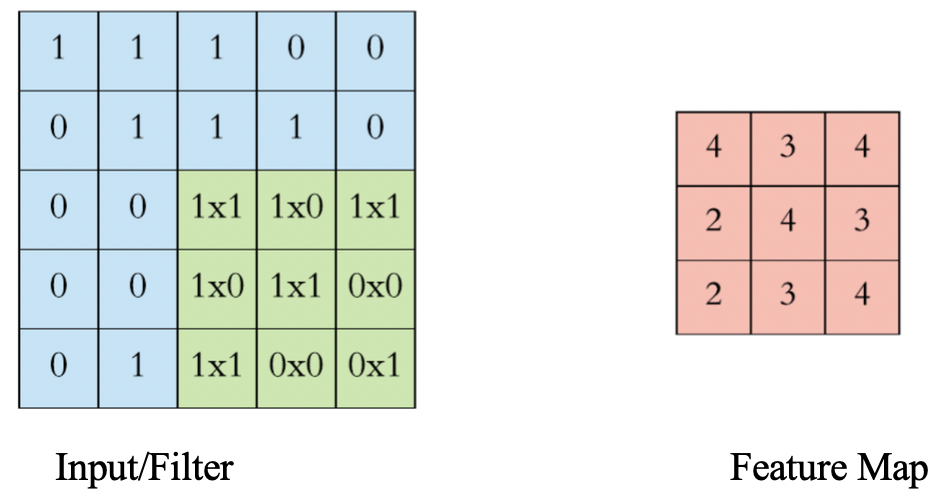 1 1 1 0 0
0 1 1 1 0
0 0 1x1 1x0 1x1
0 0 1x0 1x1 0x0
0 1 1x1 0x0 0x1
Input/Filter
4 3 4
2 4 3
2 3 4
Feature Map